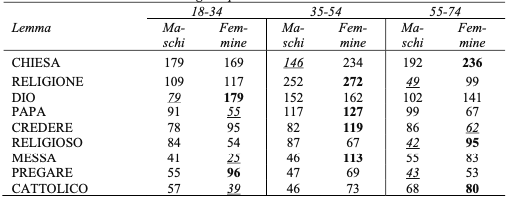 18-34 35-54 55-74
Lemma Ma- Fem- Ma- Fem- Ma- Fem-
schi mine schi mine schi mine
CHIESA 179 169 146 234 192 236
RELIGIONE 109 117 252 272 49 99
DIO 79 179 152 162 102 141
PAPA 91 55 117 127 99 67
CREDERE 78 95 82 119 86 62
RELIGIOSO 84 54 87 67 42 95
MESSA 41 25 46 113 55 83
PREGARE 55 96 47 69 43 53
CATTOLICO 57 39 46 73 68 80